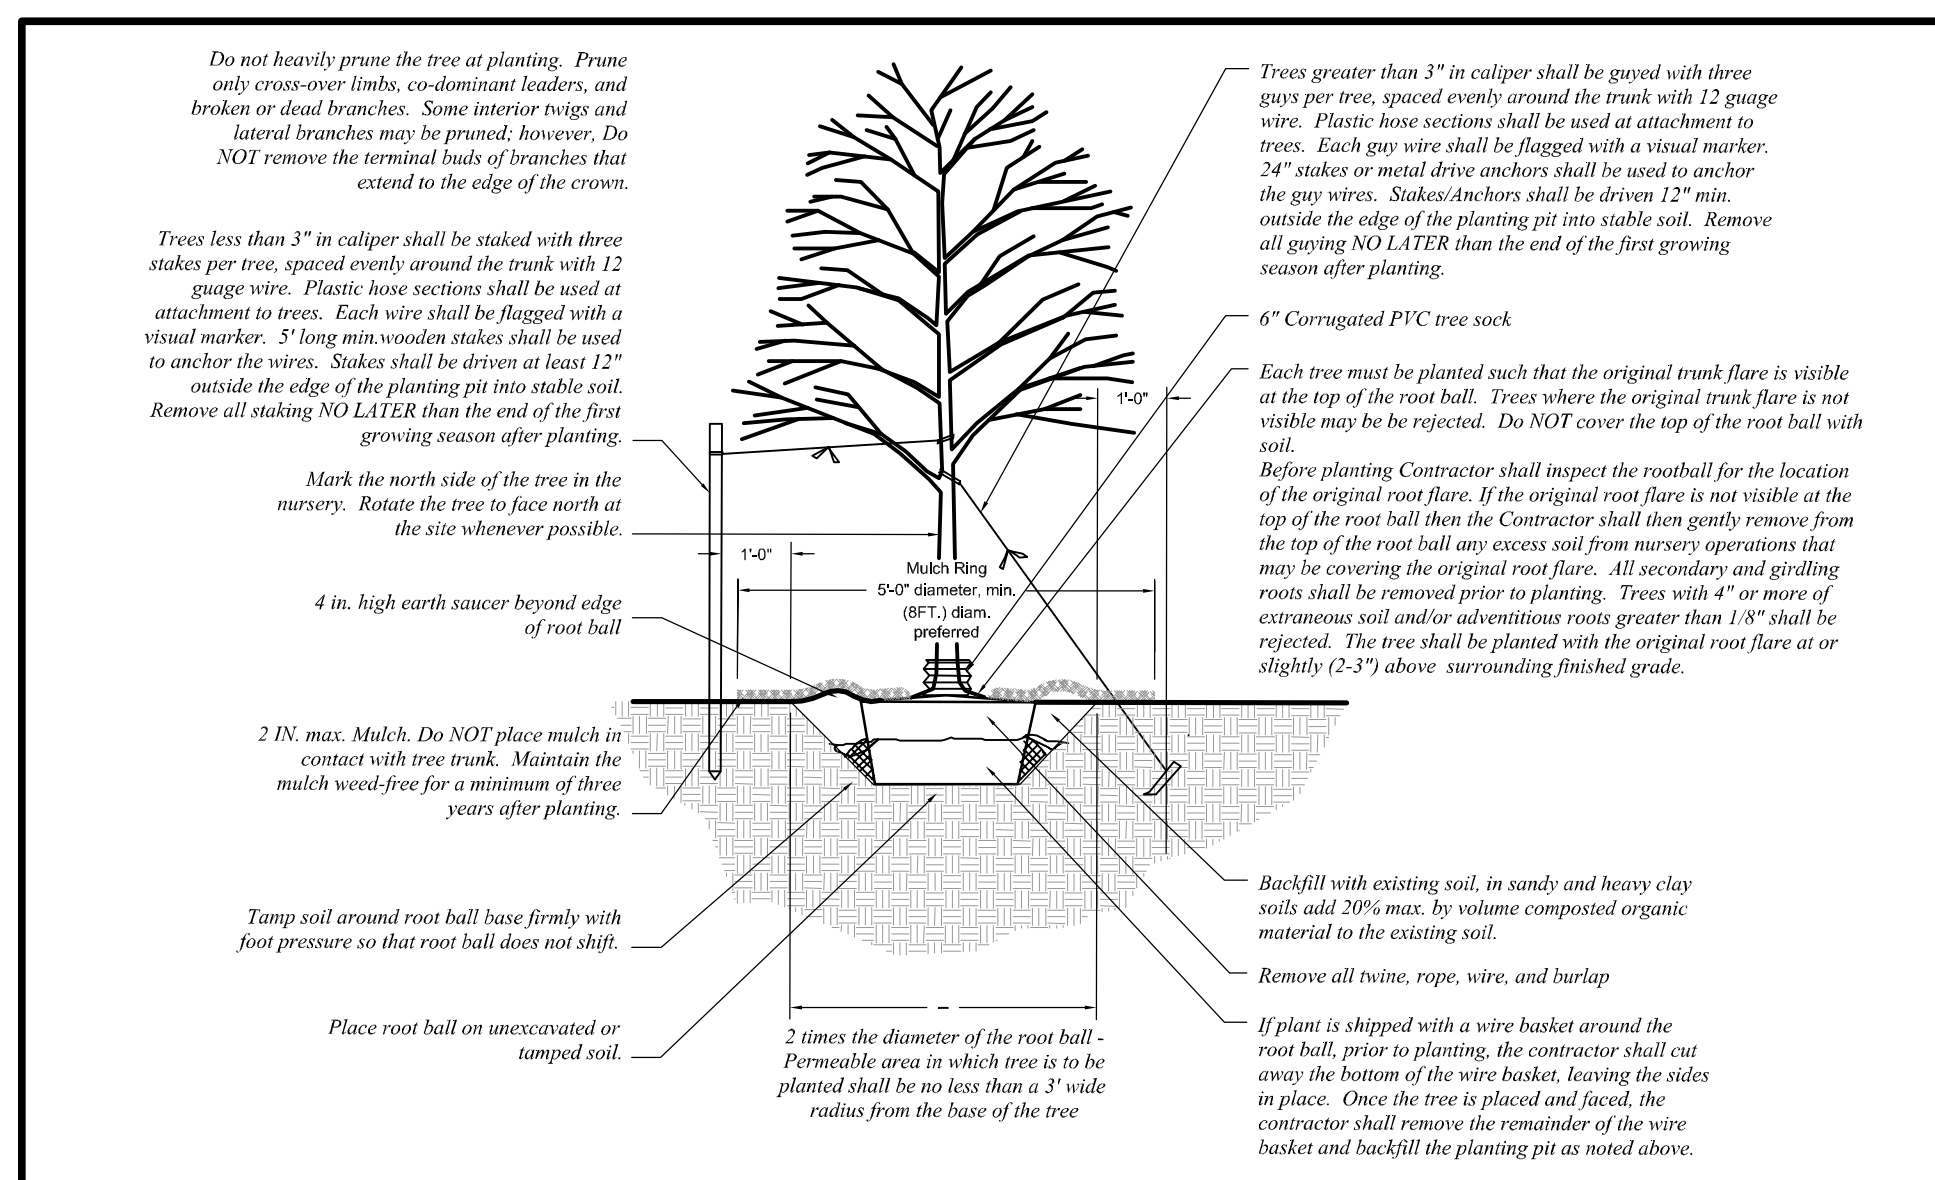 Do not heavily prune the tree at planting. Prune
only cross-over limbs, co-dominant leaders, and
broken or dead branches. Some interior twigs and
lateral branches may be pruned; however, Do
NOT remove the terminal buds of branches that
extend to the edge of the crown.
Trees less than 3" in caliper shall be staked with three
stakes per tree, spaced evenly around the trunk with 12
guage wire. Plastic hose sections shall be used at
attachment to trees. Each wire shall be flagged with a
visual marker. 5' long min.wooden stakes shall be used
to anchor the wires. Stakes shall be driven at least 12"
outside the edge of the planting pit into stable soil.
Remove all staking NO LATER than the end of the first
growing season after planting.
Mark the north side of the tree in the
nursery. Rotate the tree to face north at
the site whenever possible.
4 in. high earth saucer beyond edge
of root ball
2 IN. max. Mulch. Do NOT place mulch in
contact with tree trunk. Maintain the
mulch weed-free for a minimum of three
years after planting.
Tamp soil around root ball base firmly with
foot pressure so that root ball does not shift.
Place root ball on unexcavated or
tamped soil.
1'-0"
1'-0"
Mulch Ring
5'-0" diameter, min.
(8FT.) diam.
preferred
2 times the diameter of the root ball -
Permeable area in which tree is to be
planted shall be no less than a 3' wide
radius from the base of the tree
Trees greater than 3" in caliper shall be guyed with three
guys per tree, spaced evenly around the trunk with 12 guage
wire. Plastic hose sections shall be used at attachment to
trees. Each guy wire shall be flagged with a visual marker.
24" stakes or metal drive anchors shall be used to anchor
the guy wires. Stakes/Anchors shall be driven 12" min.
outside the edge of the planting pit into stable soil. Remove
all guying NO LATER than the end of the first growing
season after planting.
6" Corrugated PVC tree sock
Each tree must be planted such that the original trunk flare is visible
at the top of the root ball. Trees where the original trunk flare is not
visible may be be rejected. Do NOT cover the top of the root ball with
soil.
Before planting Contractor shall inspect the rootball for the location
of the original root flare. If the original root flare is not visible at the
top of the root ball then the Contractor shall then gently remove from
the top of the root ball any excess soil from nursery operations that
may be covering the original root flare. All secondary and girdling
roots shall be removed prior to planting. Trees with 4" or more of
extraneous soil and/or adventitious roots greater than 1/8" shall be
rejected. The tree shall be planted with the original root flare at or
slightly (2-3") above surrounding finished grade.
Backfill with existing soil, in sandy and heavy clay
soils add 20% max. by volume composted organic
material to the existing soil.
Remove all twine, rope, wire, and burlap
If plant is shipped with a wire basket around the
root ball, prior to planting, the contractor shall cut
away the bottom of the wire basket, leaving the sides
in place. Once the tree is placed and faced, the
contractor shall remove the remainder of the wire
basket and backfill the planting pit as noted above.